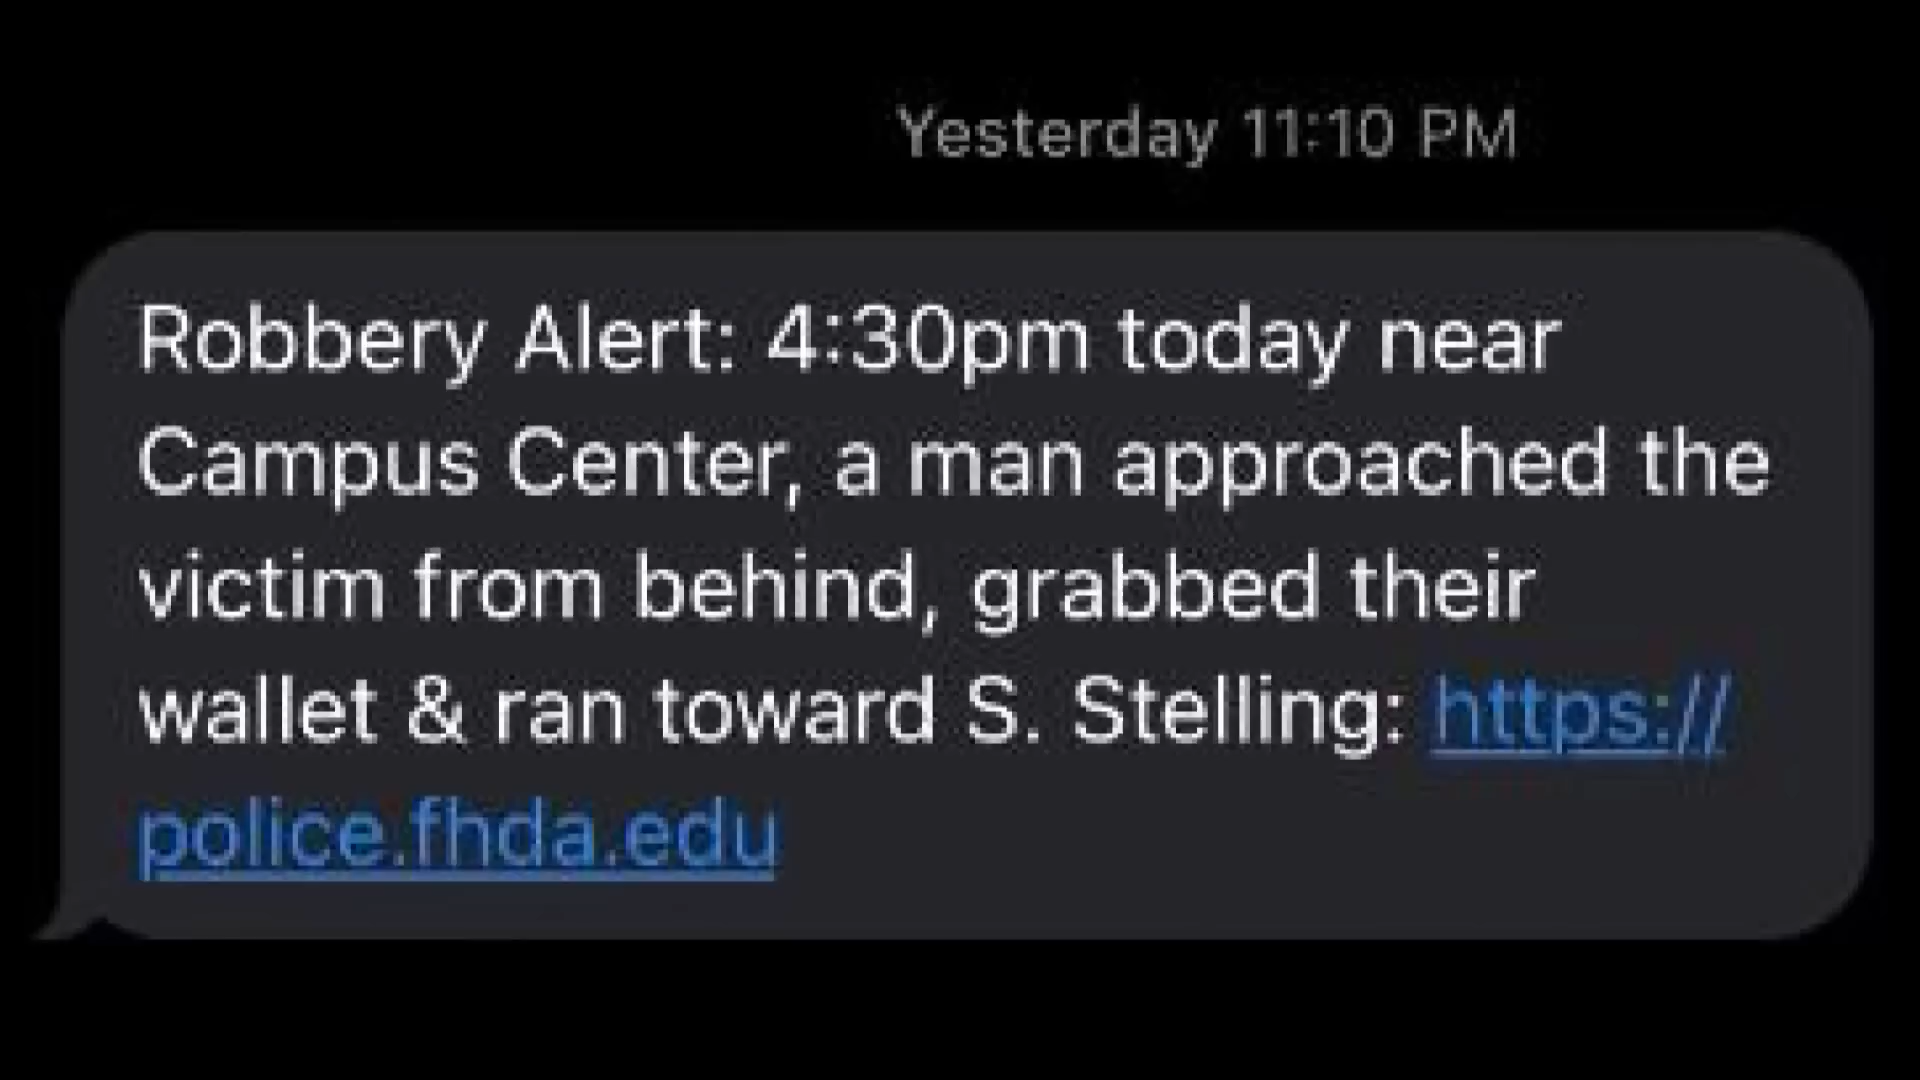 Yesterday 11:10 PM
Robbery Alert: 4:30pm today near
Campus Center, a man approached the
victim from behind, grabbed their
wallet & ran toward S. Stelling: https://
police.fhda.edu